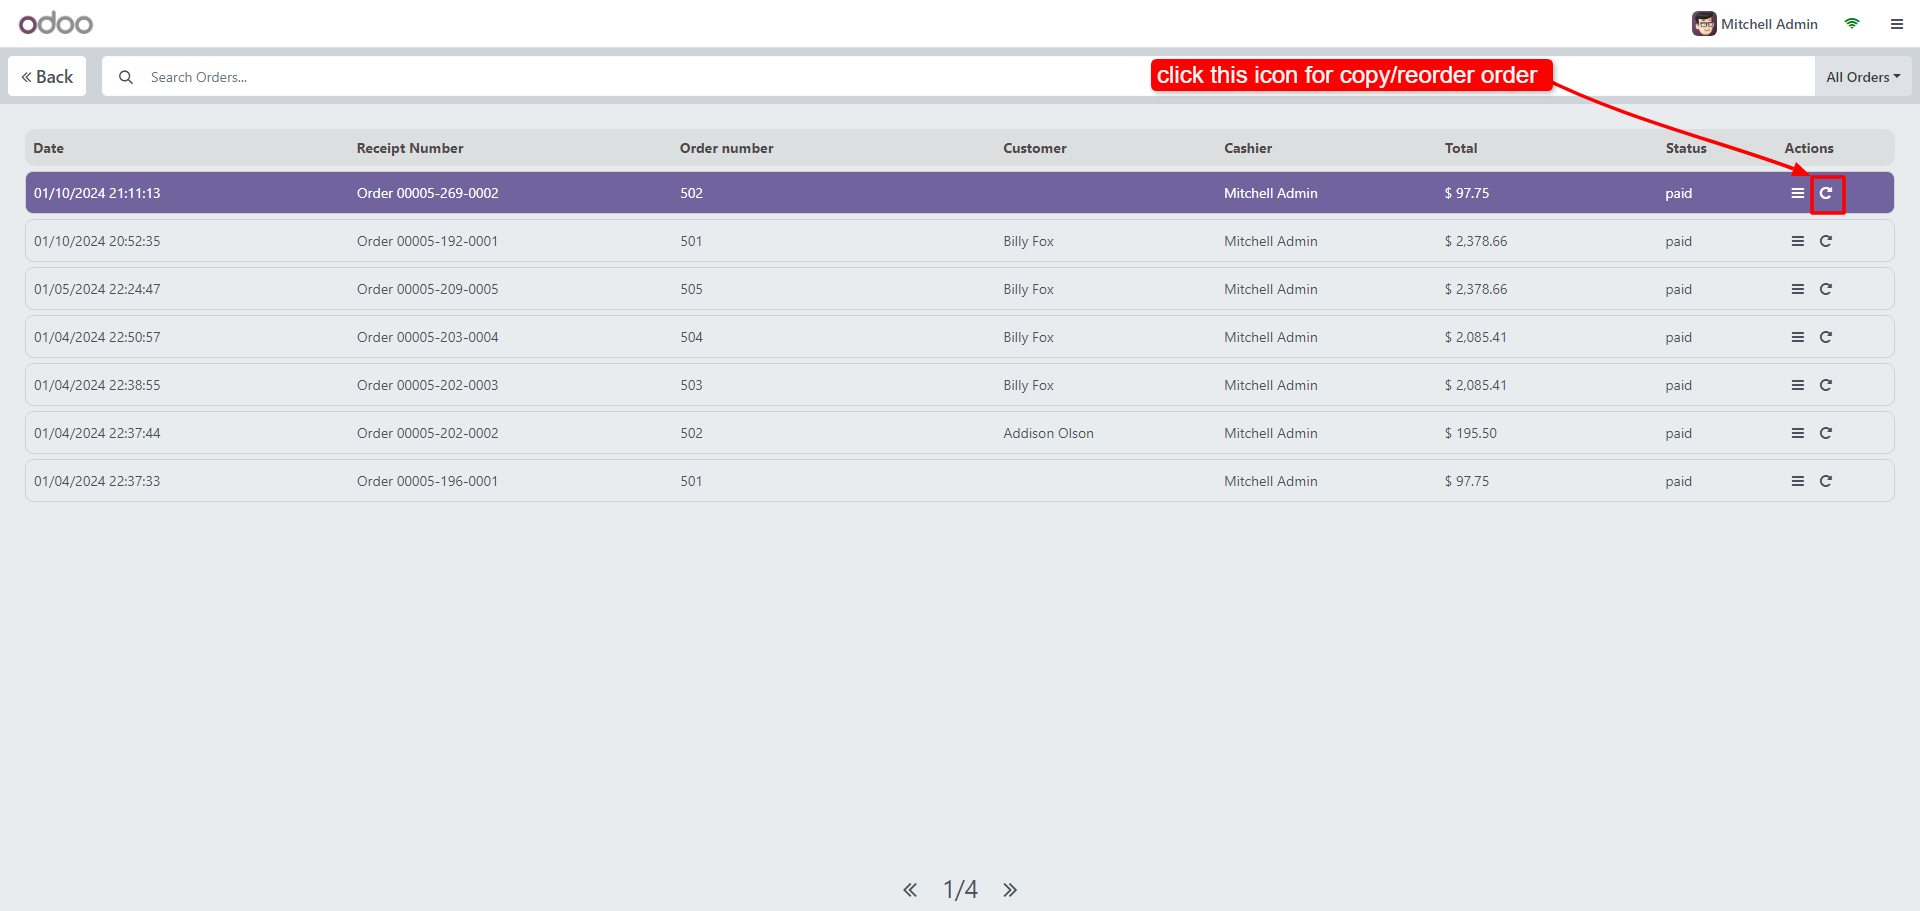 odoo
Mitchell Admin
« Back
Search Orders...
click this icon for copy/reorder order
All Orders
Date Receipt Number Order number Customer Cashier Total Status Actions
01/10/2024 21:11:13 Order 00005-269-0002 502 Mitchell Admin $ 97.75 paid
01/10/2024 20:52:35 Order 00005-192-0001 501 Billy Fox Mitchell Admin $ 2,378.66 paid
01/05/2024 22:24:47 Order 00005-209-0005 505 Billy Fox Mitchell Admin $ 2,378.66 paid
01/04/2024 22:50:57 Order 00005-203-0004 504 Billy Fox Mitchell Admin $ 2,085.41 paid
01/04/2024 22:38:55 Order 00005-202-0003 503 Billy Fox Mitchell Admin $ 2,085.41 paid
01/04/2024 22:37:44 Order 00005-202-0002 502 Addison Olson Mitchell Admin $ 195.50 paid
01/04/2024 22:37:33 Order 00005-196-0001 501 Mitchell Admin $ 97.75 paid
« 1/4 »